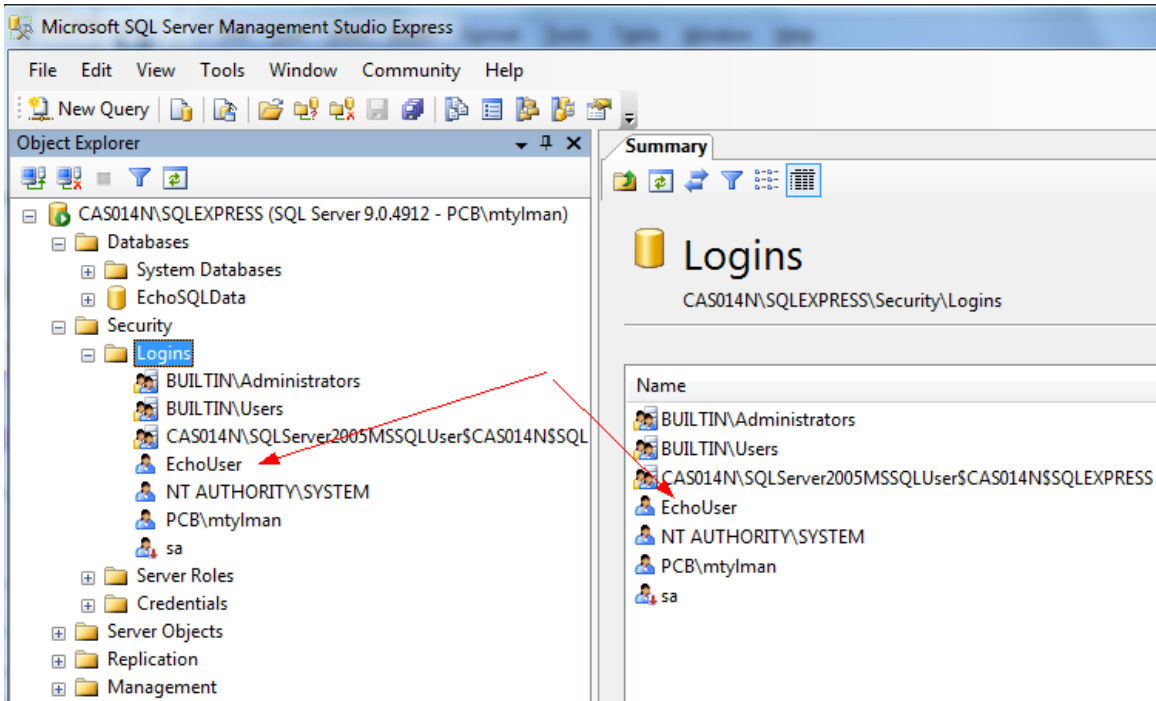 Microsoft SQL Server Management Studio Express
File Edit View Tools Window Community Help
New Query
Object Explorer
CAS014N\SQLEXPRESS (SQL Server 9.0.4912 - PCB\mtylman)
Databases
System Databases
EchoSQLData
Security
Logins
BUILTIN\Administrators
BUILTIN\Users
CAS014N\SQLServer2005MSSQLUser$CAS014N$SQL
EchoUser
NT AUTHORITY\SYSTEM
PCB\mtylman
sa
Server Roles
Credentials
Server Objects
Replication
Management
Summary
Logins
CAS014N\SQLEXPRESS\Security\Logins
Name
BUILTIN\Administrators
BUILTIN\Users
CAS014N\SQLServer2005MSSQLUser$CAS014N$SQLEXPRESS
EchoUser
NT AUTHORITY\SYSTEM
PCB\mtylman
sa